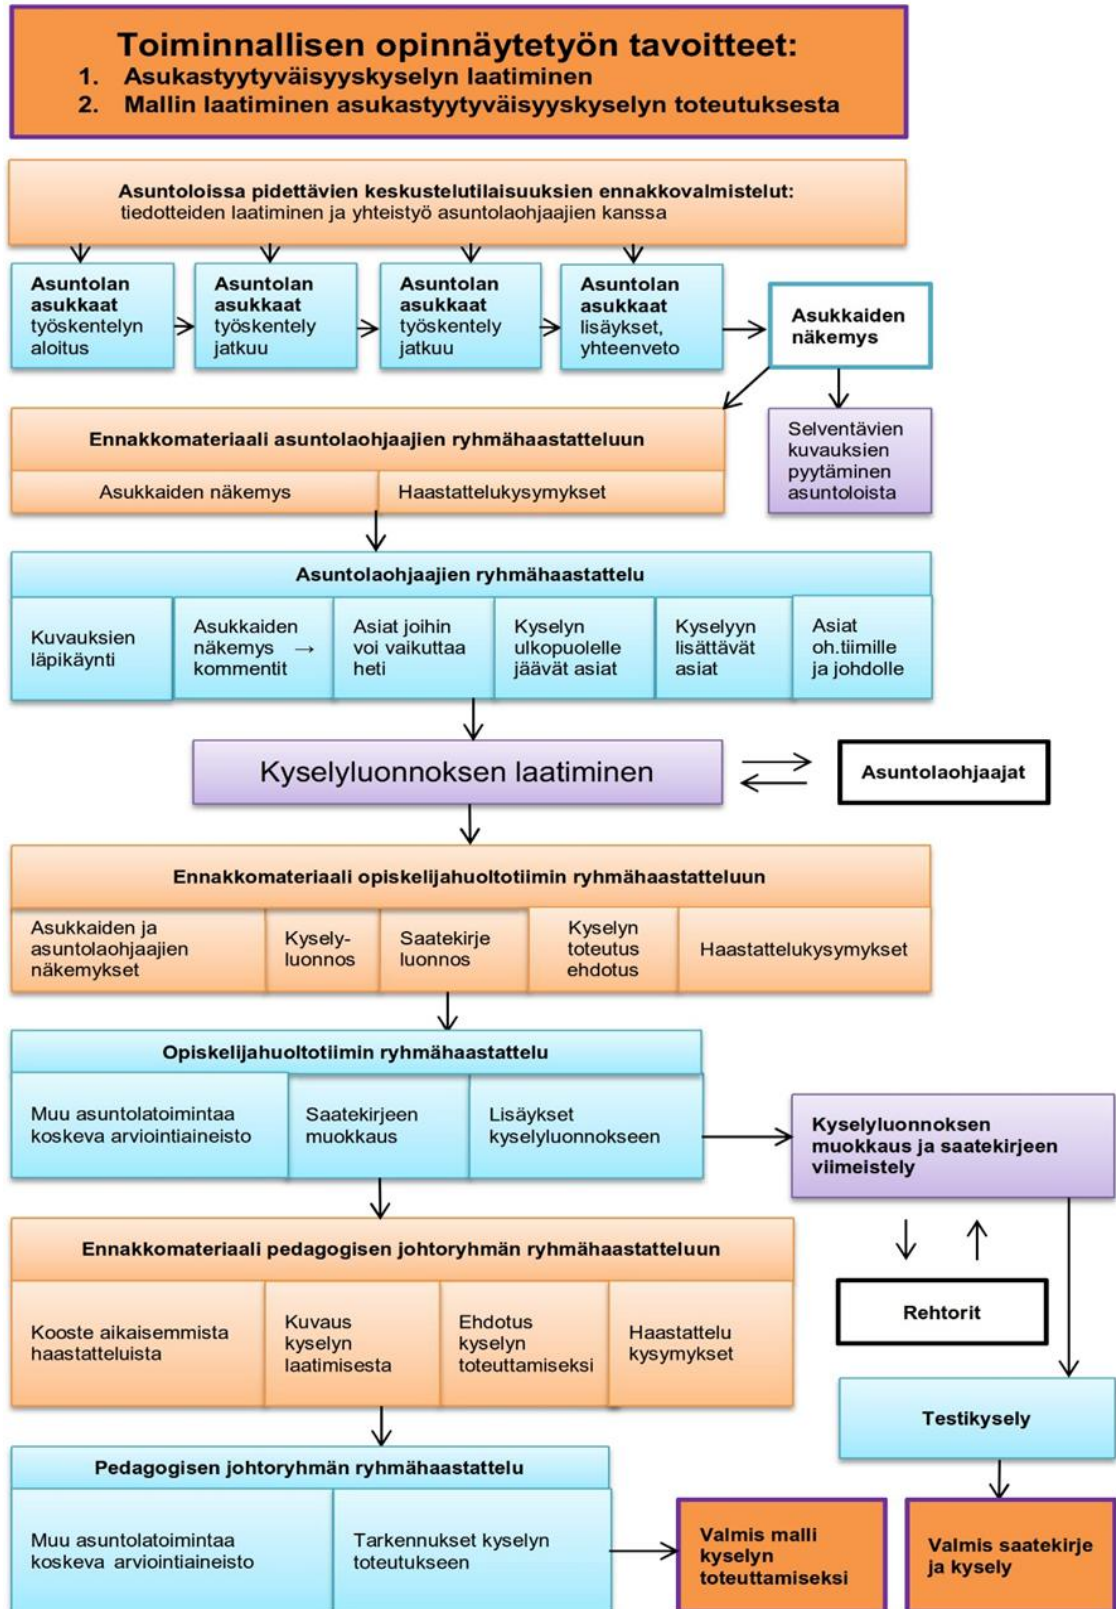 Toiminnallisen opinnäytetyön tavoitteet:
1. Asukastyytyväisyyskyselyn laatiminen
2. Mallin laatiminen asukastyytyväisyyskyselyn toteutuksesta
Asuntoloissa pidettävien keskustelutilaisuuksien ennakkovalmistelut:
tiedotteiden laatiminen ja yhteistyö asuntolaohjaajien kanssa
Asuntolan
asukkaat
työskentelyn
aloitus
Asuntolan
asukkaat
työskentely
jatkuu
Asuntolan
asukkaat
työskentely
jatkuu
Asuntolan
asukkaat
lisäykset,
yhteenveto
Asukkaiden
näkemys
Ennakkomateriaali asuntolaohjaajien ryhmähaastatteluun
Asukkaiden näkemys
Haastattelukysymykset
Selventävien
kuvauksien
pyytäminen
asuntoloista
Asuntolaohjaajien ryhmähaastattelu
Kuvauksien
läpikäynti
Asukkaiden
näkemys →
kommentit
Asiat joihin
voi vaikuttaa
heti
Kyselyn
ulkopuolelle
jäävät asiat
Kyselyyn
lisättävät
asiat
Asiat
oh.tiimille
ja johdolle
Kyselyluonnoksen laatiminen
Asuntolaohjaajat
Ennakkomateriaali opiskelijahuoltotiimin ryhmähaastatteluun
Asukkaiden ja
asuntolaohjaajien
näkemykset
Kysely-
luonnos
Saatekirje
luonnos
Kyselyn
toteutus
ehdotus
Haastattelukysymykset
Opiskelijahuoltotiimin ryhmähaastattelu
Muu asuntolatoimintaa
koskeva arviointiaineisto
Saatekirjeen
muokkaus
Lisäykset
kyselyluonnokseen
Kyselyluonnoksen
muokkaus ja saatekirjeen
viimeistely
Ennakkomateriaali pedagogisen johtoryhmän ryhmähaastatteluun
Kooste aikaisemmista
haastatteluista
Kuvaus
kyselyn
laatimisesta
Ehdotus
kyselyn
toteuttamiseksi
Haastattelu
kysymykset
Rehtorit
Testikysely
Pedagogisen johtoryhmän ryhmähaastattelu
Muu asuntolatoimintaa
koskeva arviointiaineisto
Tarkennukset kyselyn
toteutukseen
Valmis malli
kyselyn
toteuttamiseksi
Valmis saatekirje
ja kysely